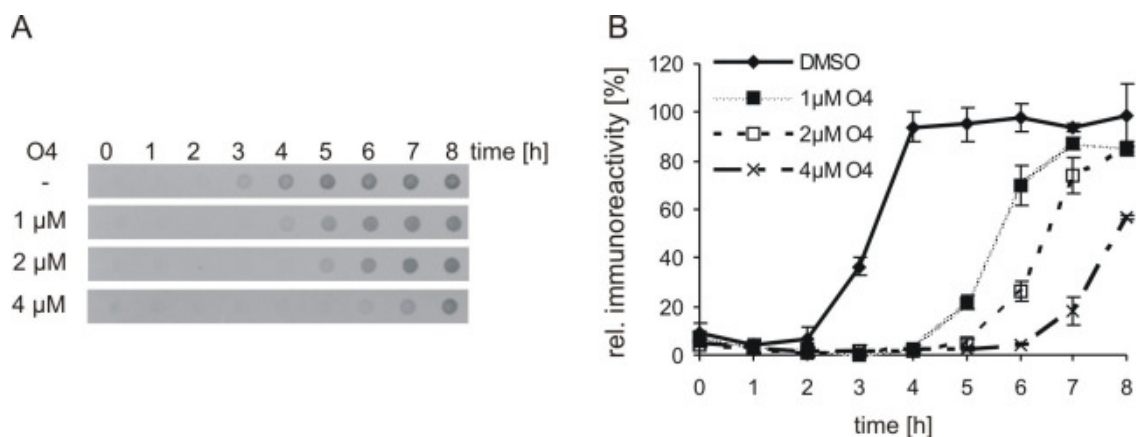 A
O4 0 1 2 3 4 5 6 7 8 time [h]
-
1 µM
2 µM
4 µM
B
rel. immunoreactivity [%]
120
100
80
60
40
20
0
DMSO
1µM O4
2µM O4
4µM O4
0 1 2 3 4 5 6 7 8
time [h]